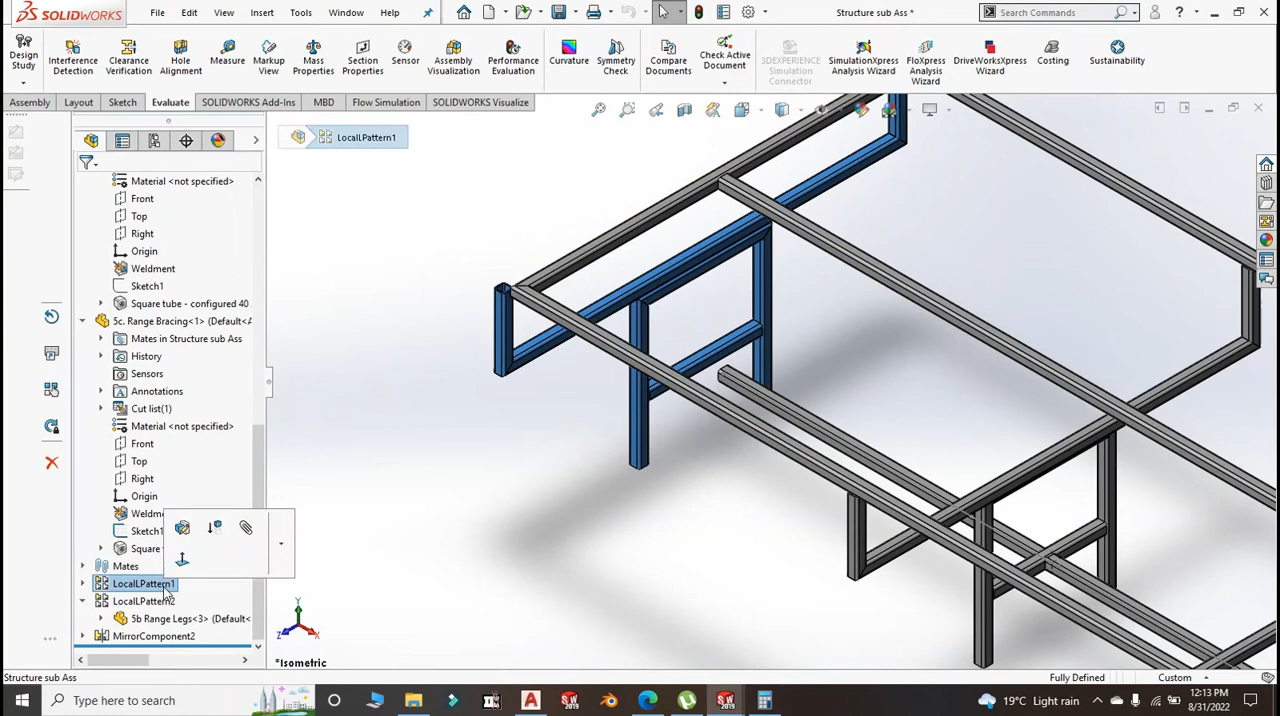 SOLIDWORKS File Edit View Insert Tools Window Help Structure sub Ass * Search Commands
Design Study
Interference Detection
Clearance Verification
Hole Alignment
Measure
Markup View
Mass Properties
Section Properties
Sensor
Assembly Visualization
Performance Evaluation
Curvature
Symmetry Check
Compare Documents
Check Active Document
3DEXPERIENCE Simulation Connector
SimulationXpress Analysis Wizard
FloXpress Analysis Wizard
DriveWorksXpress Wizard
Costing
Sustainability
Assembly Layout Sketch Evaluate SOLIDWORKS Add-Ins MBD Flow Simulation SOLIDWORKS Visualize
LocalLPattern1
Material <not specified>
Front
Top
Right
Origin
Weldment
Sketch1
Square tube - configured 40
5c. Range Bracing<1> (Default<
Mates in Structure sub Ass
History
Sensors
Annotations
Cut list(1)
Material <not specified>
Front
Top
Right
Origin
Weldme
Sketch1
Square
Mates
LocalLPattern1
LocalLPattern2
5b Range Legs<3> (Default<
MirrorComponent2
Y
Z
X
*Isometric
Structure sub Ass Fully Defined Custom
Type here to search
19°C Light rain
12:13 PM
8/31/2022